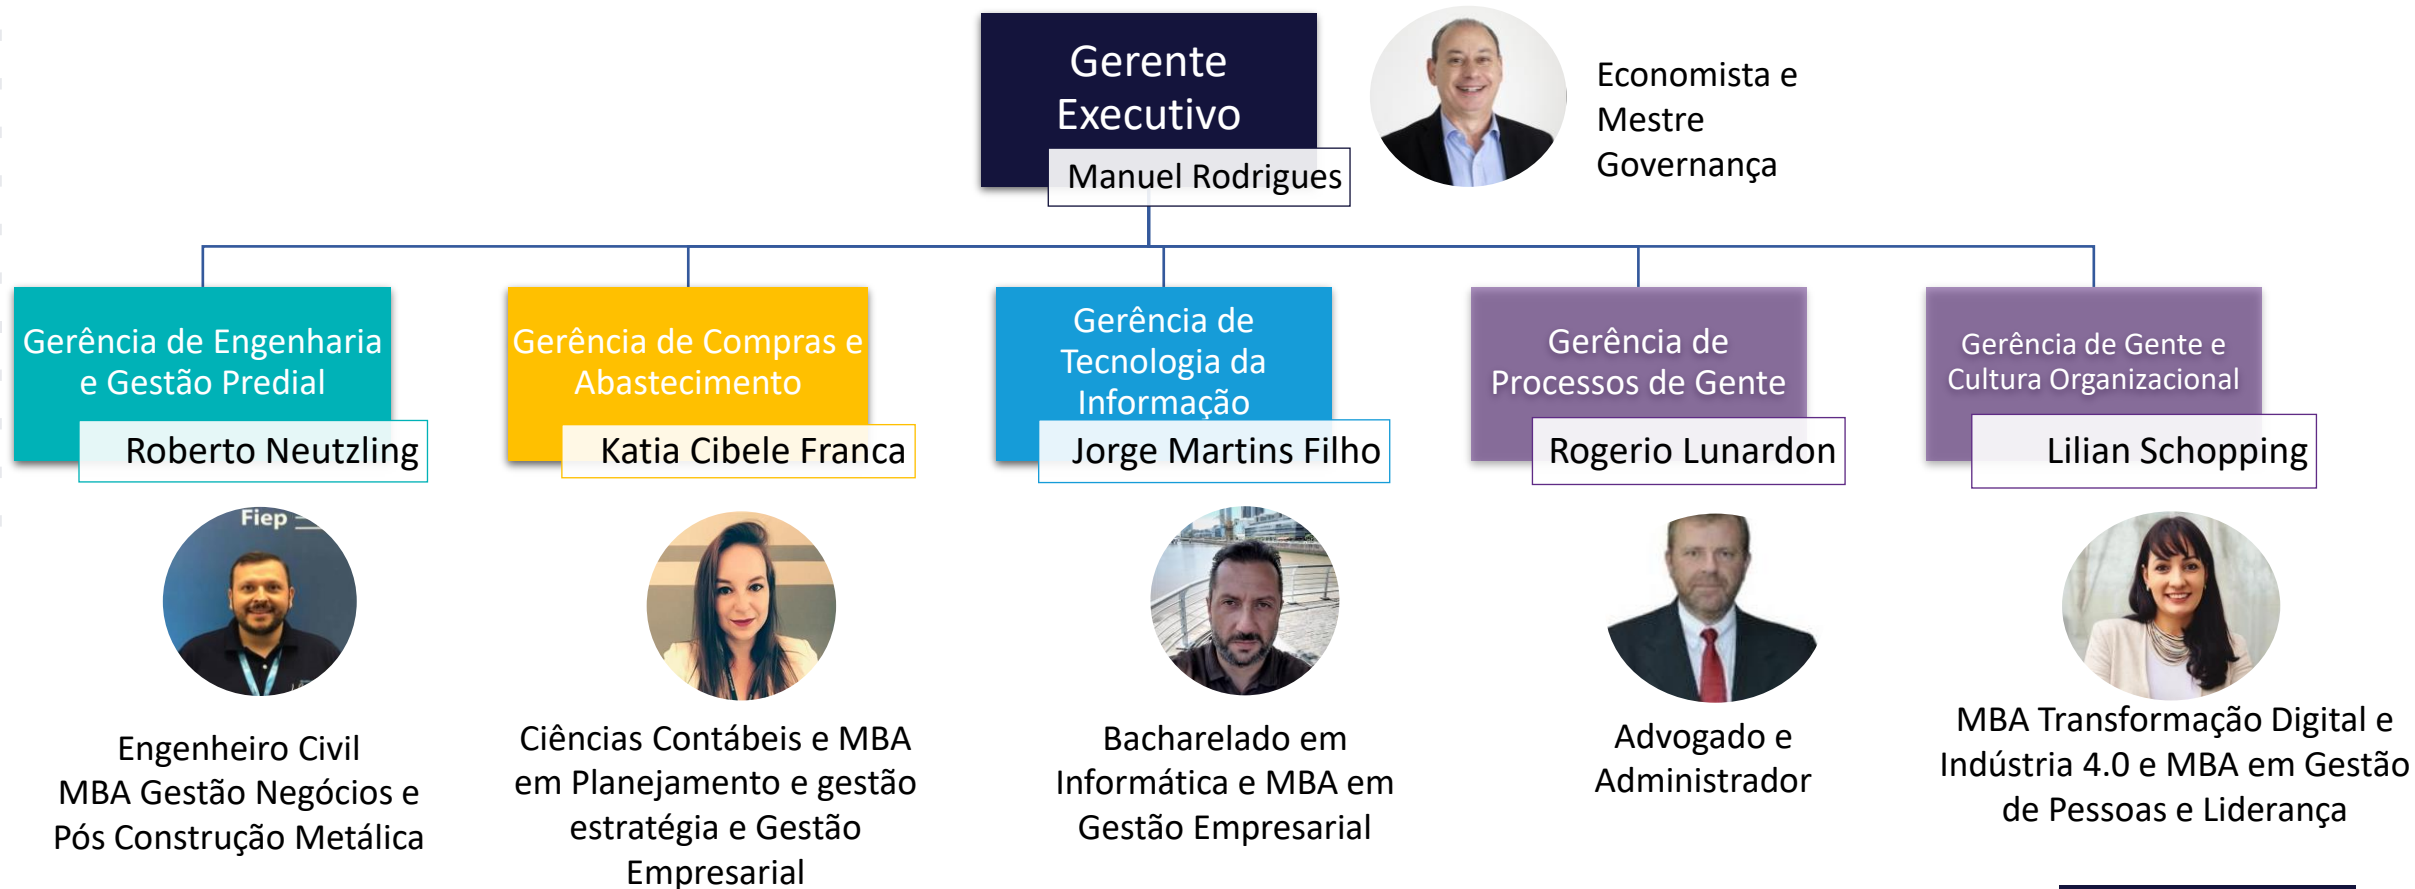 Gerente
Executivo
Manuel Rodrigues
Economista e
Mestre
Governança
Gerência de Engenharia
e Gestão Predial
Roberto Neutzling
Gerência de Compras e
Abastecimento
Katia Cibele Franca
Gerência de
Tecnologia da
Informação
Jorge Martins Filho
Gerência de
Processos de Gente
Rogerio Lunardon
Gerência de Gente e
Cultura Organizacional
Lilian Schopping
Fiep
Engenheiro Civil
MBA Gestão Negócios e
Pós Construção Metálica
Ciências Contábeis e MBA
em Planejamento e gestão
estratégia e Gestão
Empresarial
Bacharelado em
Informática e MBA em
Gestão Empresarial
Advogado e
Administrador
MBA Transformação Digital e
Indústria 4.0 e MBA em Gestão
de Pessoas e Liderança